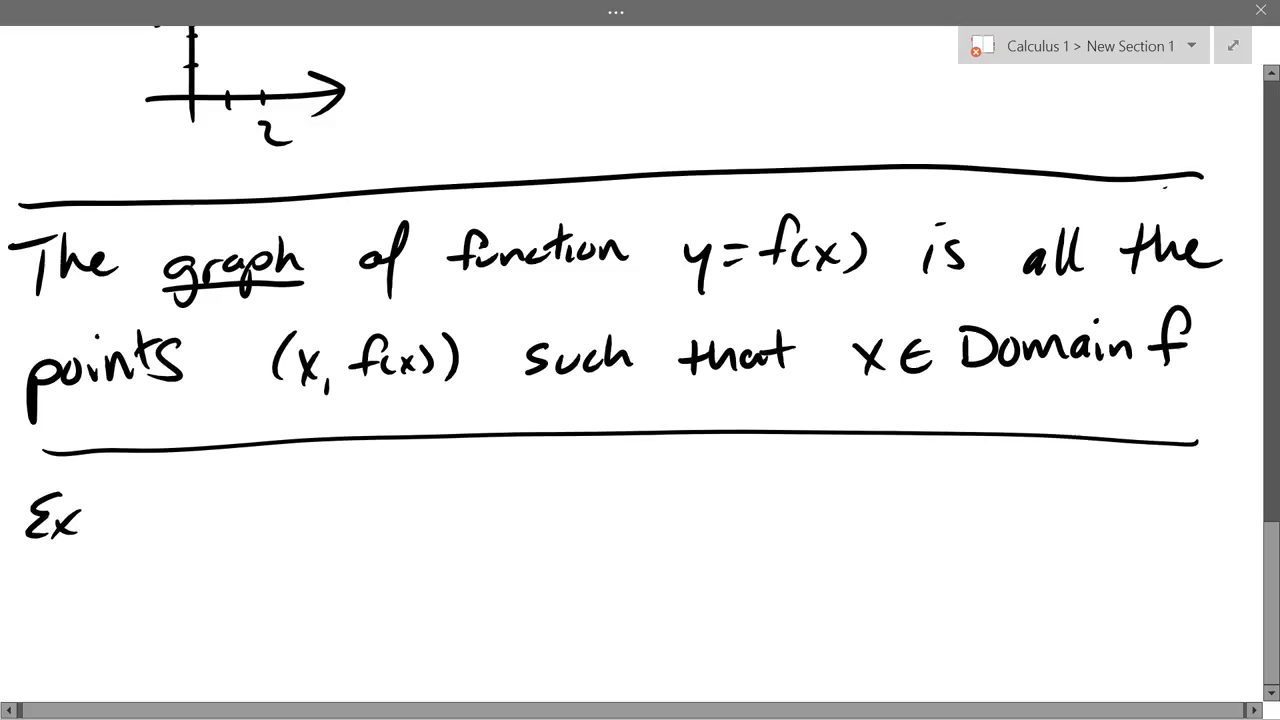 ...
Calculus 1 > New Section 1
2
The graph of function y=f(x) is all the
points (x, f(x)) such that x ∈ Domain f
Ex